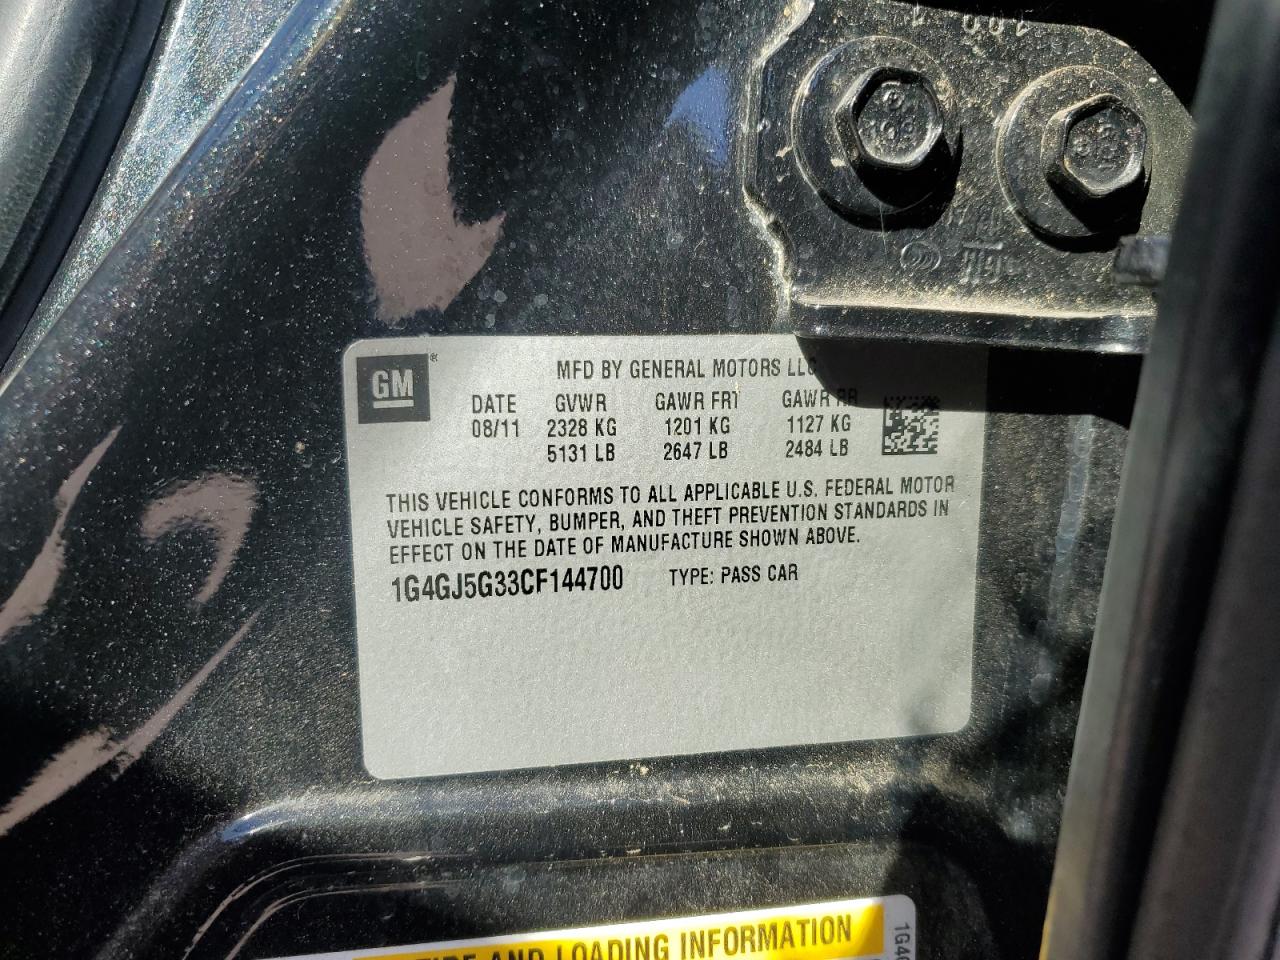 GM ®
MFD BY GENERAL MOTORS LLC
DATE GVWR GAWR FRT GAWR RR
08/11 2328 KG 1201 KG 1127 KG
5131 LB 2647 LB 2484 LB
THIS VEHICLE CONFORMS TO ALL APPLICABLE U.S. FEDERAL MOTOR
VEHICLE SAFETY, BUMPER, AND THEFT PREVENTION STANDARDS IN
EFFECT ON THE DATE OF MANUFACTURE SHOWN ABOVE.
1G4GJ5G33CF144700 TYPE: PASS CAR
TIRE AND LOADING INFORMATION